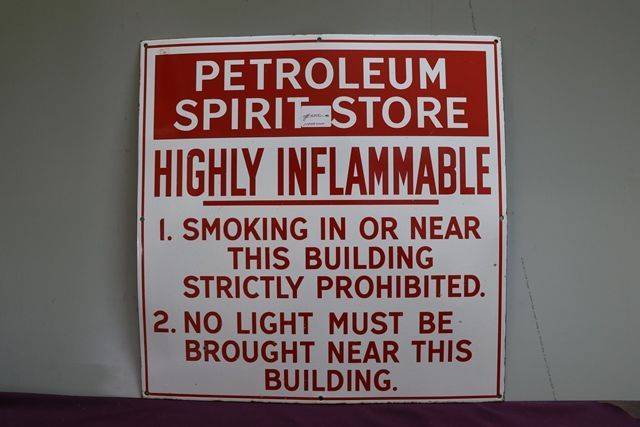 PETROLEUM
SPIRIT STORE
HIGHLY INFLAMMABLE
1. SMOKING IN OR NEAR
THIS BUILDING
STRICTLY PROHIBITED.
2. NO LIGHT MUST BE
BROUGHT NEAR THIS
BUILDING.